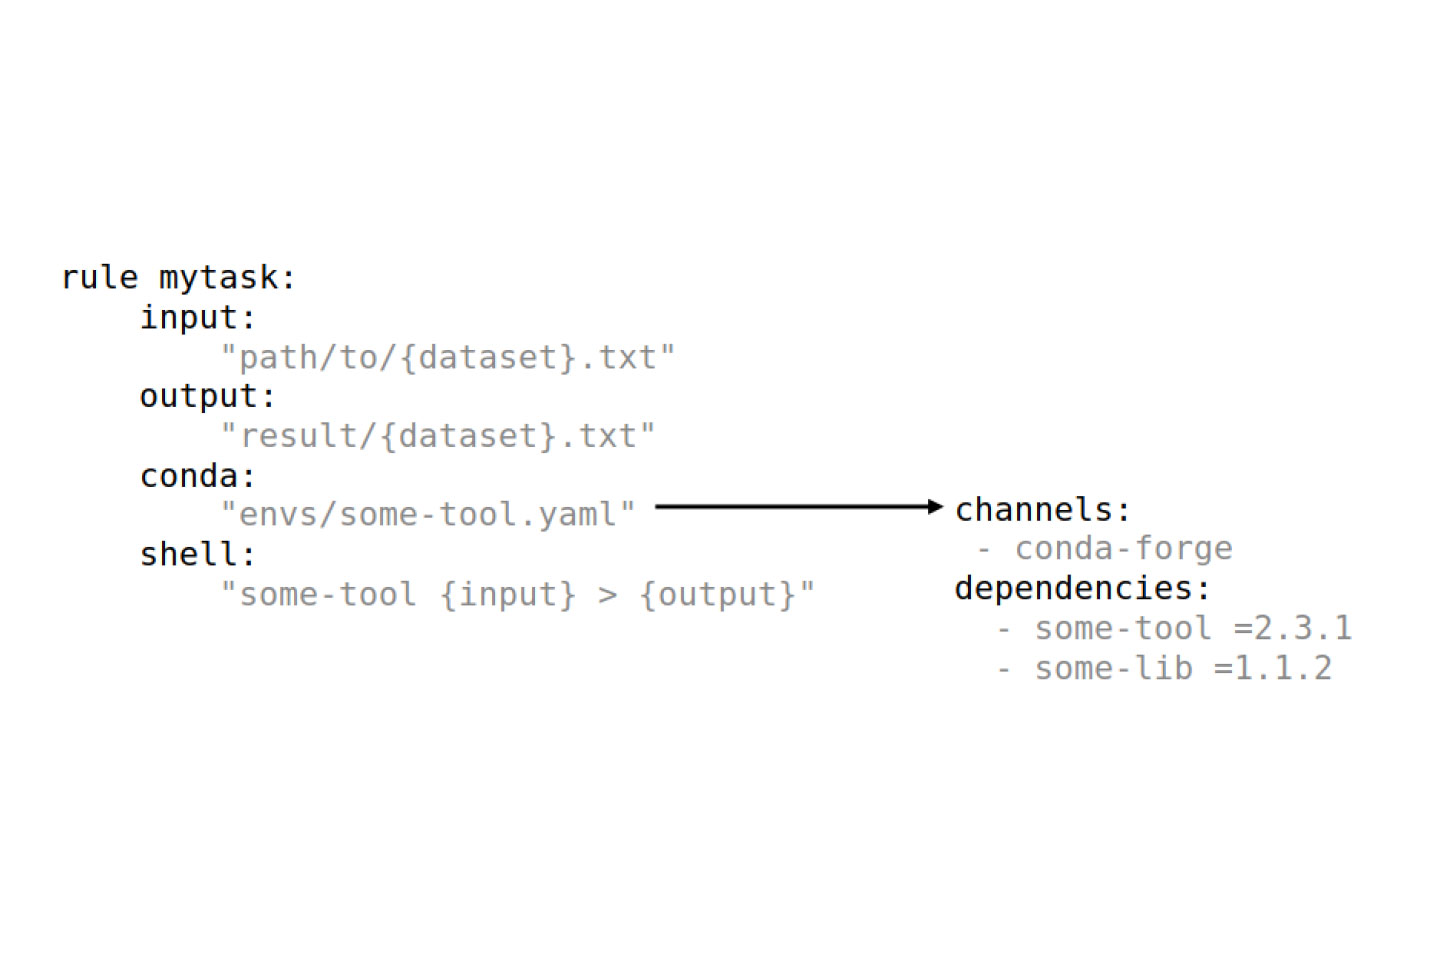 rule mytask:
    input:
        "path/to/{dataset}.txt"
    output:
        "result/{dataset}.txt"
    conda:
        "envs/some-tool.yaml"
    shell:
        "some-tool {input} > {output}"
channels:
 - conda-forge
dependencies:
  - some-tool =2.3.1
  - some-lib =1.1.2